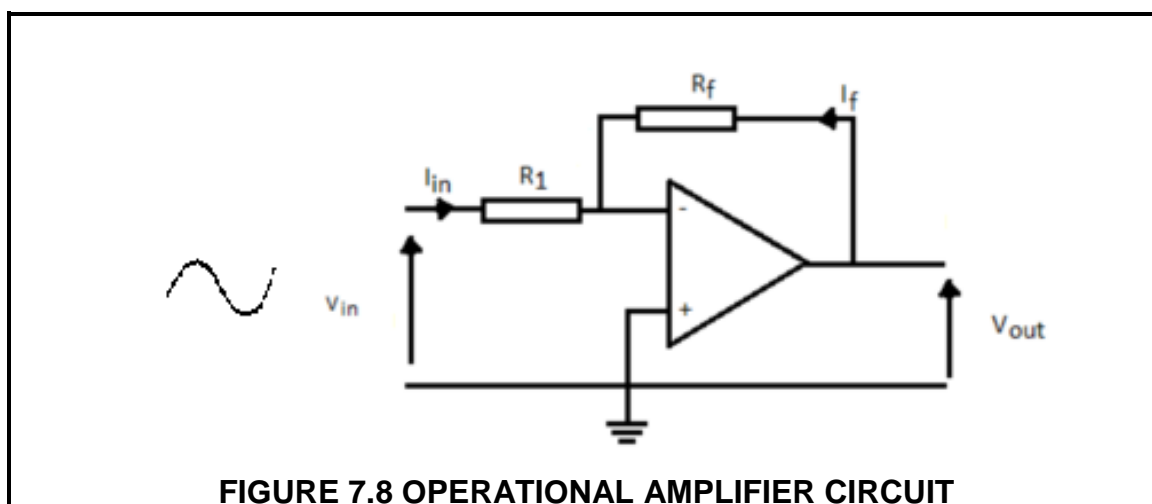 Rf
If
Iin
R1
-
Vin
+
Vout
FIGURE 7.8 OPERATIONAL AMPLIFIER CIRCUIT